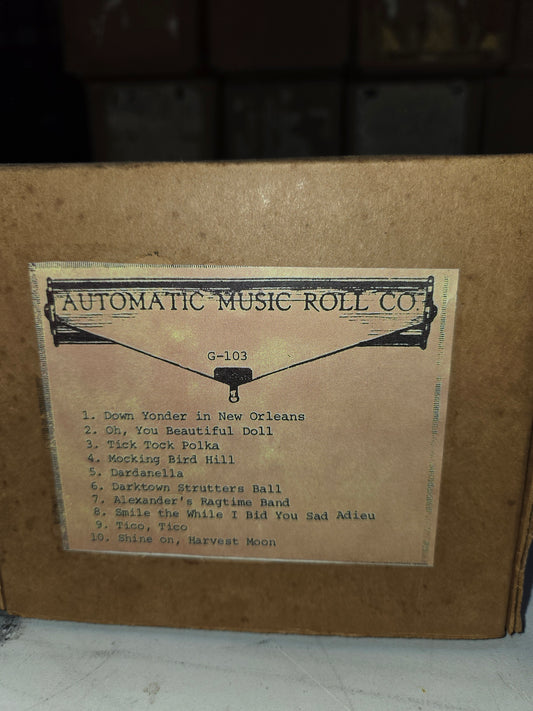 AUTOMATIC MUSIC ROLL CO.
G-103
1. Down Yonder in New Orleans
2. Oh, You Beautiful Doll
3. Tick Tock Polka
4. Mocking Bird Hill
5. Dardanella
6. Darktown Strutters Ball
7. Alexander's Ragtime Band
8. Smile the While I Bid You Sad Adieu
9. Tico, Tico
10. Shine on, Harvest Moon